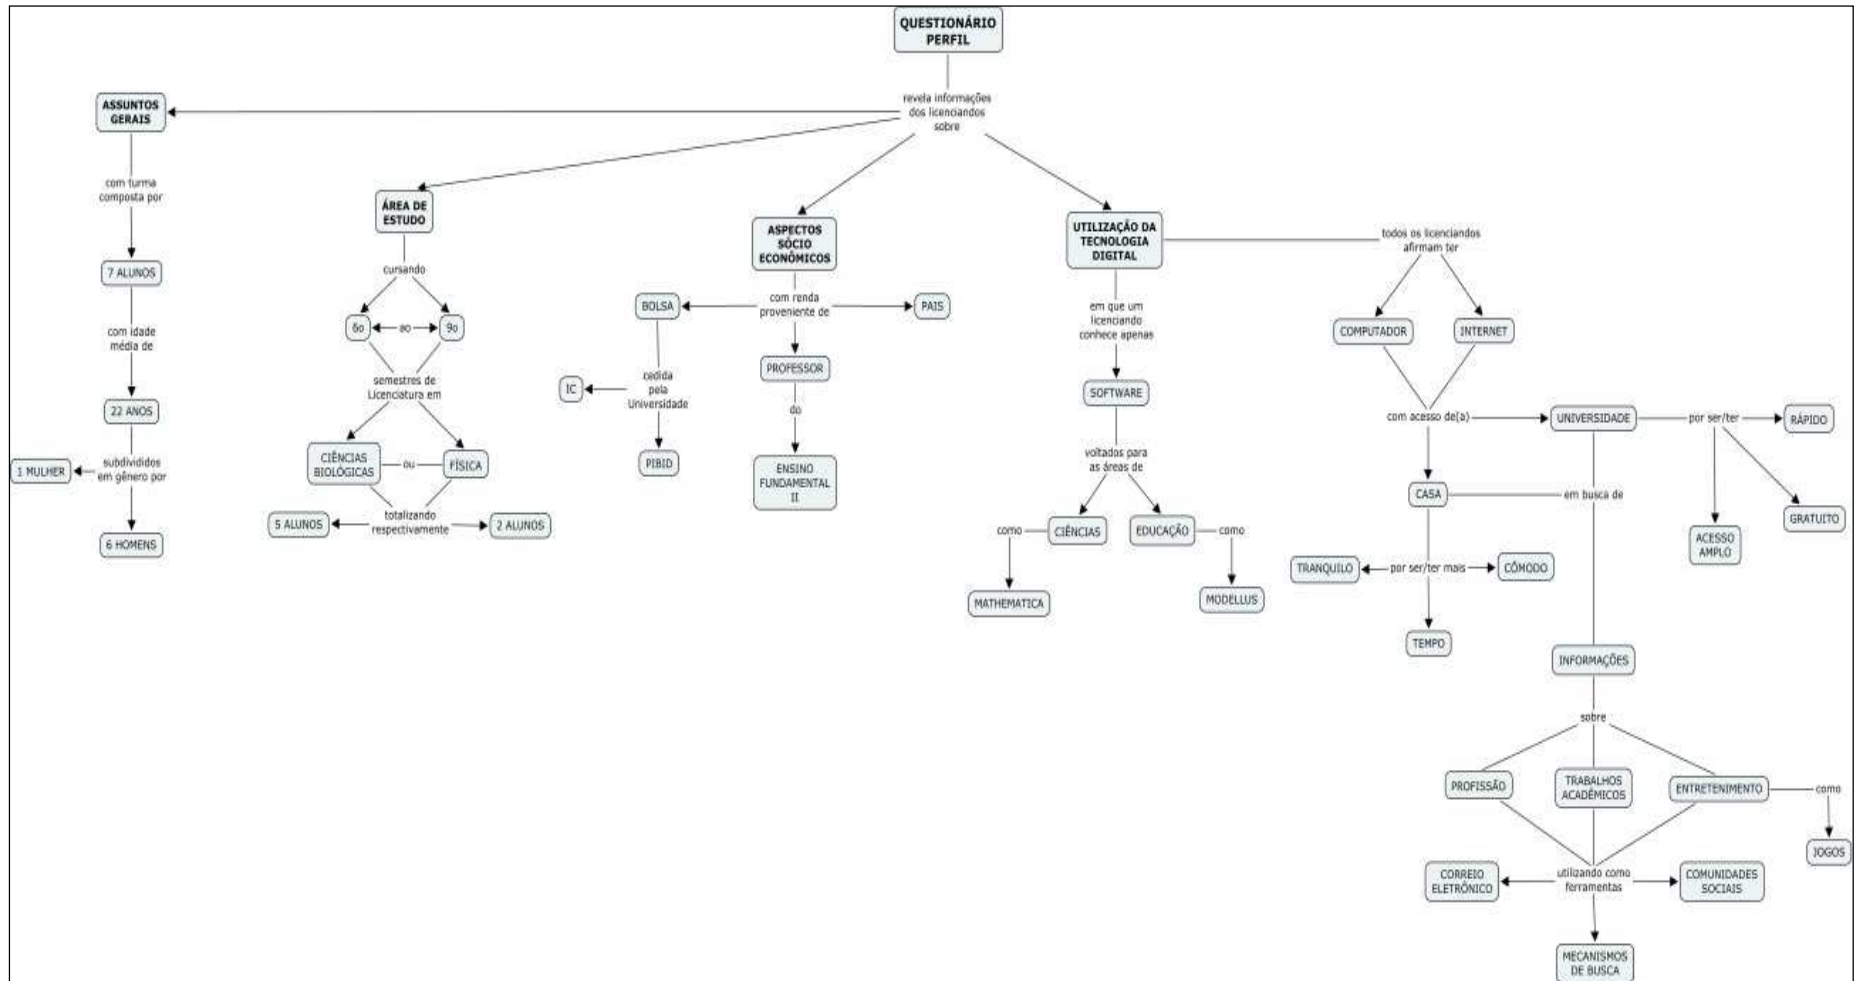 QUESTIONÁRIO
PERFIL
revela informações
dos licenciandos
sobre
ASSUNTOS
GERAIS
com turma
composta por
7 ALUNOS
com idade
média de
22 ANOS
subdivididos
em gênero por
1 MULHER
6 HOMENS
ÁREA DE
ESTUDO
cursando
6o
ao
9o
semestres de
Licenciatura em
CIÊNCIAS
BIOLÓGICAS
ou
FÍSICA
totalizando
respectivamente
5 ALUNOS
2 ALUNOS
ASPECTOS
SÓCIO
ECONÔMICOS
com renda
proveniente de
BOLSA
PAIS
cedida
pela
Universidade
IC
PIBID
PROFESSOR
do
ENSINO
FUNDAMENTAL
II
UTILIZAÇÃO DA
TECNOLOGIA
DIGITAL
em que um
licenciando
conhece apenas
SOFTWARE
voltados para
as áreas de
como
CIÊNCIAS
EDUCAÇÃO
como
MATHEMATICA
MODELLUS
todos os licenciandos
afirmam ter
COMPUTADOR
INTERNET
com acesso de(a)
UNIVERSIDADE
por ser/ter
RÁPIDO
ACESSO
AMPLO
GRATUITO
CASA
em busca de
TRANQUILO
por ser/ter mais
CÔMODO
TEMPO
INFORMAÇÕES
sobre
PROFISSÃO
TRABALHOS
ACADÊMICOS
ENTRETENIMENTO
como
JOGOS
utilizando como
ferramentas
CORREIO
ELETRÔNICO
COMUNIDADES
SOCIAIS
MECANISMOS
DE BUSCA